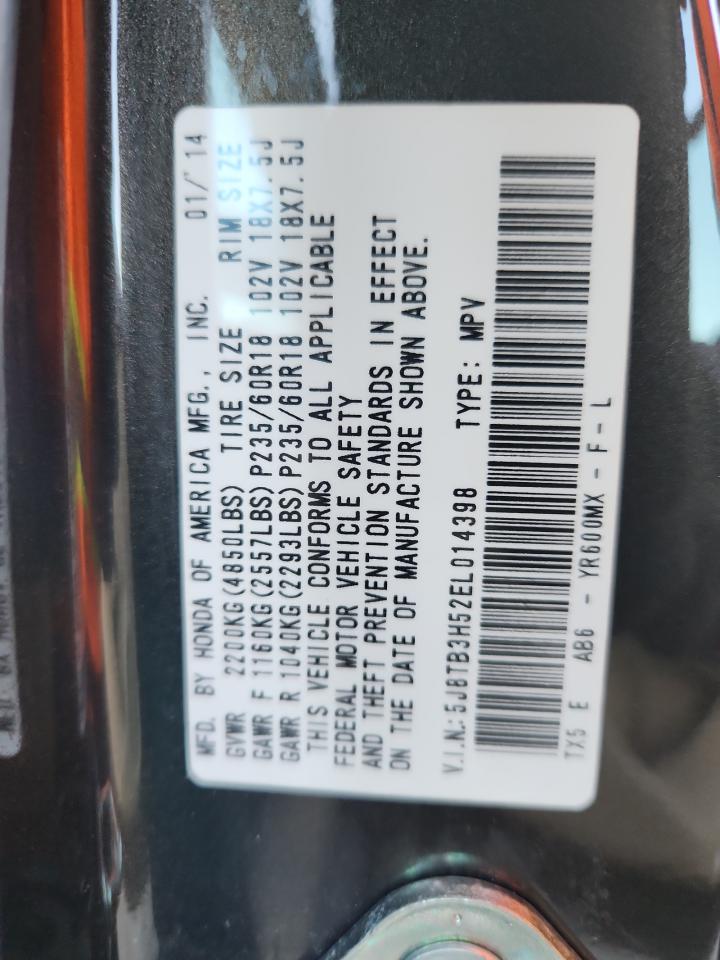 MFD. BY HONDA OF AMERICA MFG., INC. 01/'14
GVWR 2200KG(4850LBS) TIRE SIZE RIM SIZE
GAWR F 1160KG(2557LBS) P235/60R18 102V 18X7.5J
GAWR R 1040KG(2293LBS) P235/60R18 102V 18X7.5J
THIS VEHICLE CONFORMS TO ALL APPLICABLE
FEDERAL MOTOR VEHICLE SAFETY
AND THEFT PREVENTION STANDARDS IN EFFECT
ON THE DATE OF MANUFACTURE SHOWN ABOVE.
V.I.N.: 5J8TB3H52EL014398 TYPE: MPV
TX5 E AB6 - YR600MX - F - L